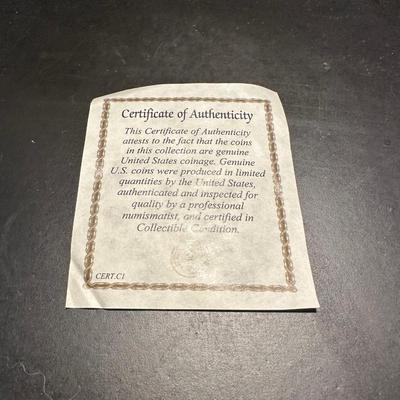 Certificate of Authenticity
This Certificate of Authenticity
attests to the fact that the coins
in this collection are genuine
United States coinage. Genuine
U.S. coins were produced in limited
quantities by the United States,
authenticated and inspected for
quality by a professional
numismatist, and certified in
Collectible Condition.
CERT.C1